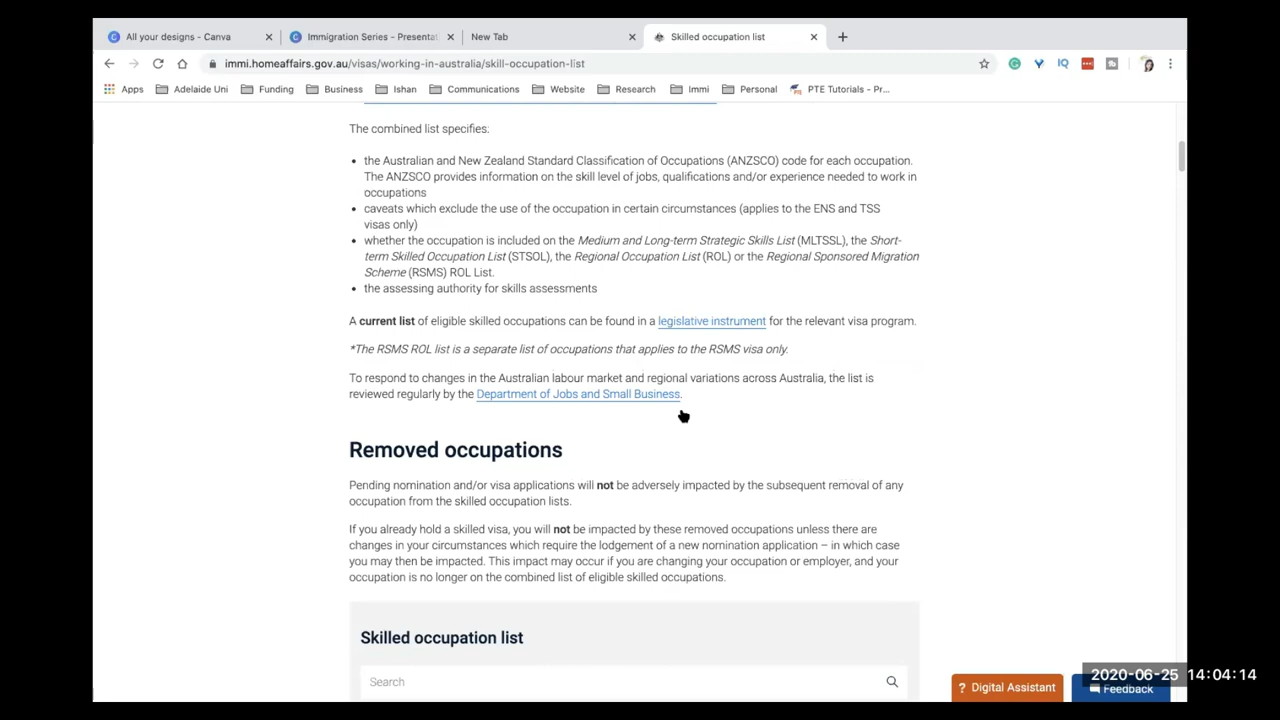 All your designs - Canva
Immigration Series - Presentat
New Tab
Skilled occupation list
immi.homeaffairs.gov.au/visas/working-in-australia/skill-occupation-list
Apps
Adelaide Uni
Funding
Business
Ishan
Communications
Website
Research
Immi
Personal
PTE Tutorials - Pr...
The combined list specifies:
• the Australian and New Zealand Standard Classification of Occupations (ANZSCO) code for each occupation.
The ANZSCO provides information on the skill level of jobs, qualifications and/or experience needed to work in
occupations
• caveats which exclude the use of the occupation in certain circumstances (applies to the ENS and TSS
visas only)
• whether the occupation is included on the Medium and Long-term Strategic Skills List (MLTSSL), the Short-
term Skilled Occupation List (STSOL), the Regional Occupation List (ROL) or the Regional Sponsored Migration
Scheme (RSMS) ROL List.
• the assessing authority for skills assessments
A current list of eligible skilled occupations can be found in a legislative instrument for the relevant visa program.
*The RSMS ROL list is a separate list of occupations that applies to the RSMS visa only.
To respond to changes in the Australian labour market and regional variations across Australia, the list is
reviewed regularly by the Department of Jobs and Small Business.
Removed occupations
Pending nomination and/or visa applications will not be adversely impacted by the subsequent removal of any
occupation from the skilled occupation lists.
If you already hold a skilled visa, you will not be impacted by these removed occupations unless there are
changes in your circumstances which require the lodgement of a new nomination application – in which case
you may then be impacted. This impact may occur if you are changing your occupation or employer, and your
occupation is no longer on the combined list of eligible skilled occupations.
Skilled occupation list
Search
? Digital Assistant
Feedback
2020-06-25 14:04:14